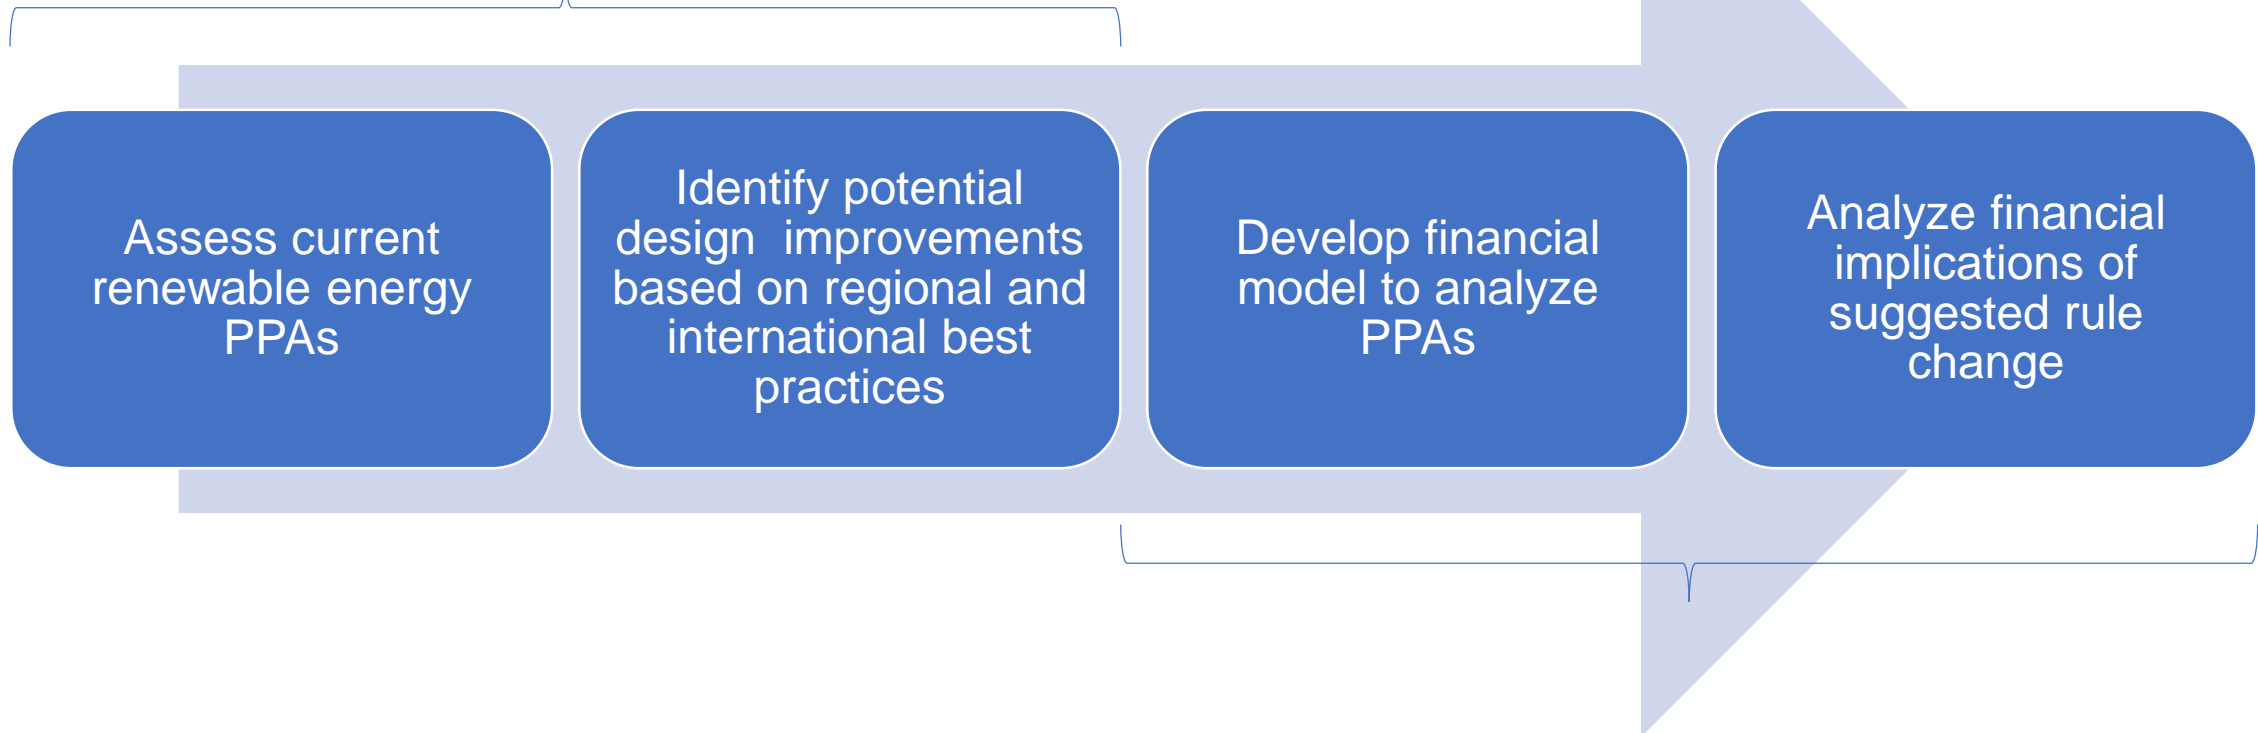 Assess current
renewable energy
PPAs
Identify potential
design  improvements
based on regional and
international best
practices
Develop financial
model to analyze
PPAs
Analyze financial
implications of
suggested rule
change